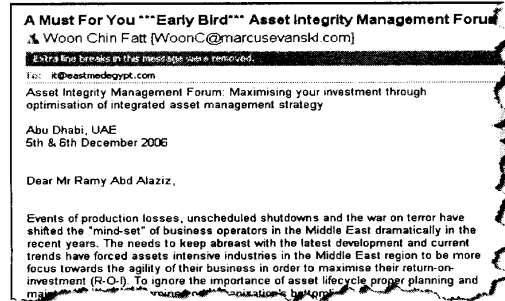 A Must For You ***Early Bird*** Asset Integrity Management Forum
Woon Chin Fatt [WoonC@marcusevanskl.com]
Extra line breaks in this message were removed.
To: it@eastmedegypt.com
Asset Integrity Management Forum: Maximising your investment through
optimisation of integrated asset management strategy
Abu Dhabi, UAE
5th & 6th December 2006
Dear Mr Ramy Abd Alaziz,
Events of production losses, unscheduled shutdowns and the war on terror have
shifted the "mind-set" of business operators in the Middle East dramatically in the
recent years. The needs to keep abreast with the latest development and current
trends have forced assets intensive industries in the Middle East region to be more
focus towards the agility of their business in order to maximise their return-on-
investment (R-O-I). To ignore the importance of asset lifecycle proper planning and